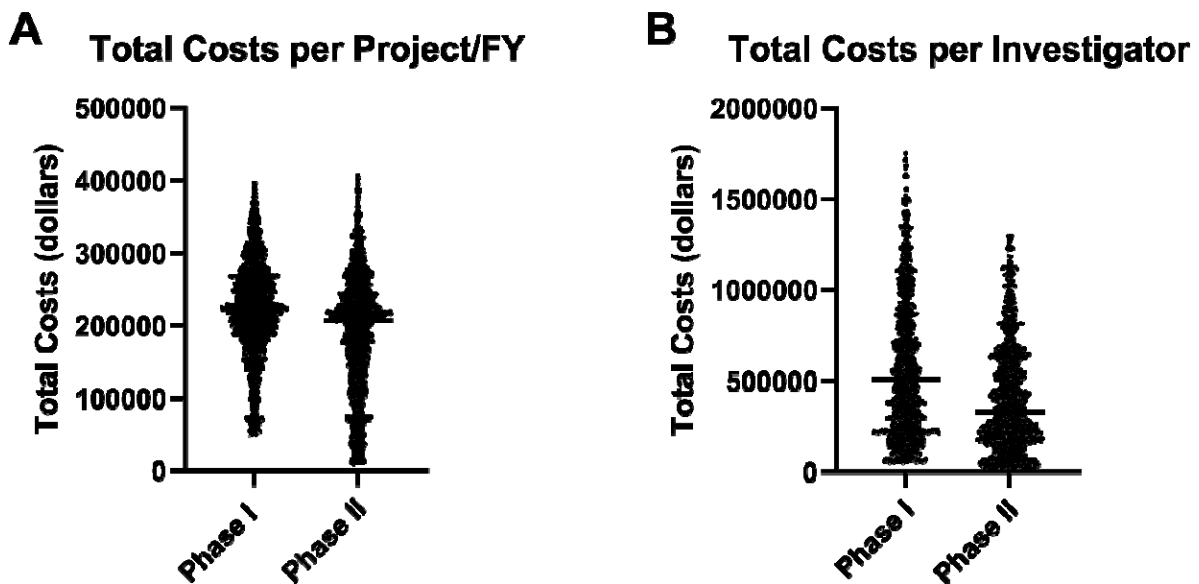 A
Total Costs per Project/FY
Total Costs (dollars)
500000
400000
300000
200000
100000
0
Phase I
Phase II
B
Total Costs per Investigator
Total Costs (dollars)
2000000
1500000
1000000
500000
0
Phase I
Phase II